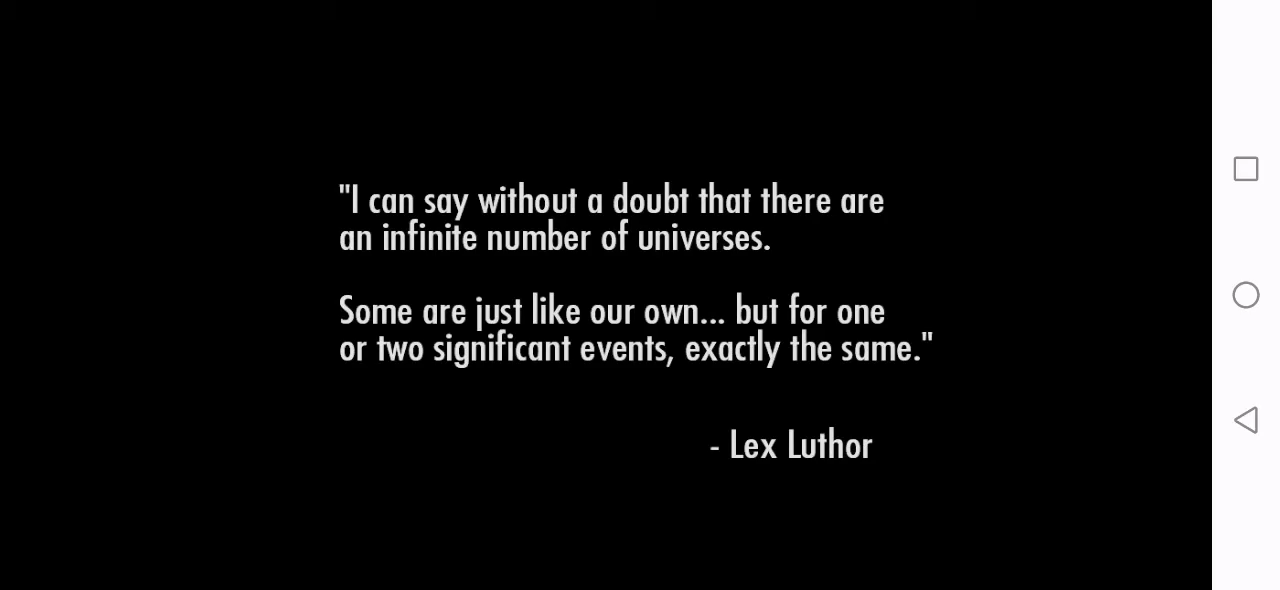 "I can say without a doubt that there are
an infinite number of universes.
Some are just like our own... but for one
or two significant events, exactly the same."
- Lex Luthor